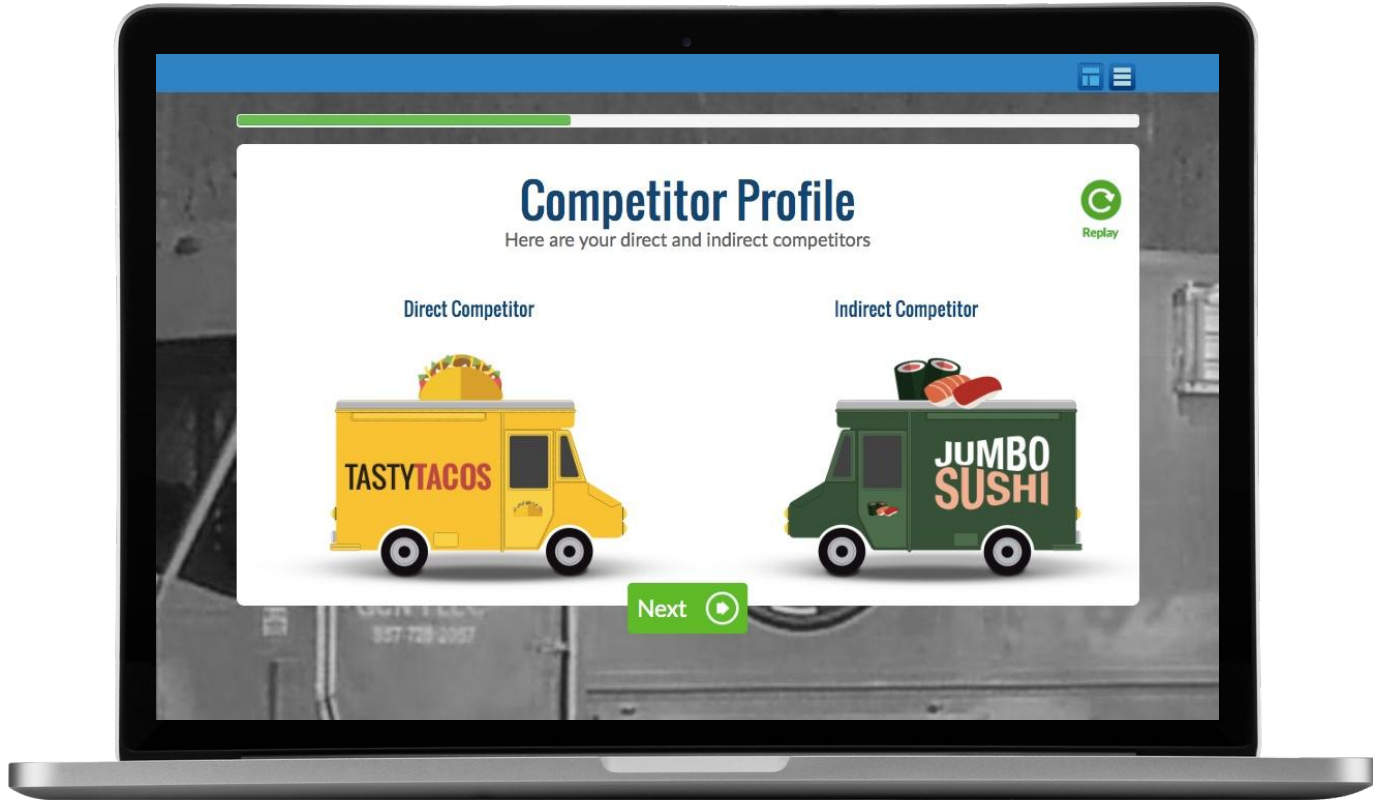 Competitor Profile
Here are your direct and indirect competitors
Replay
Direct Competitor
Indirect Competitor
TASTYTACOS
JUMBO
SUSHI
Next